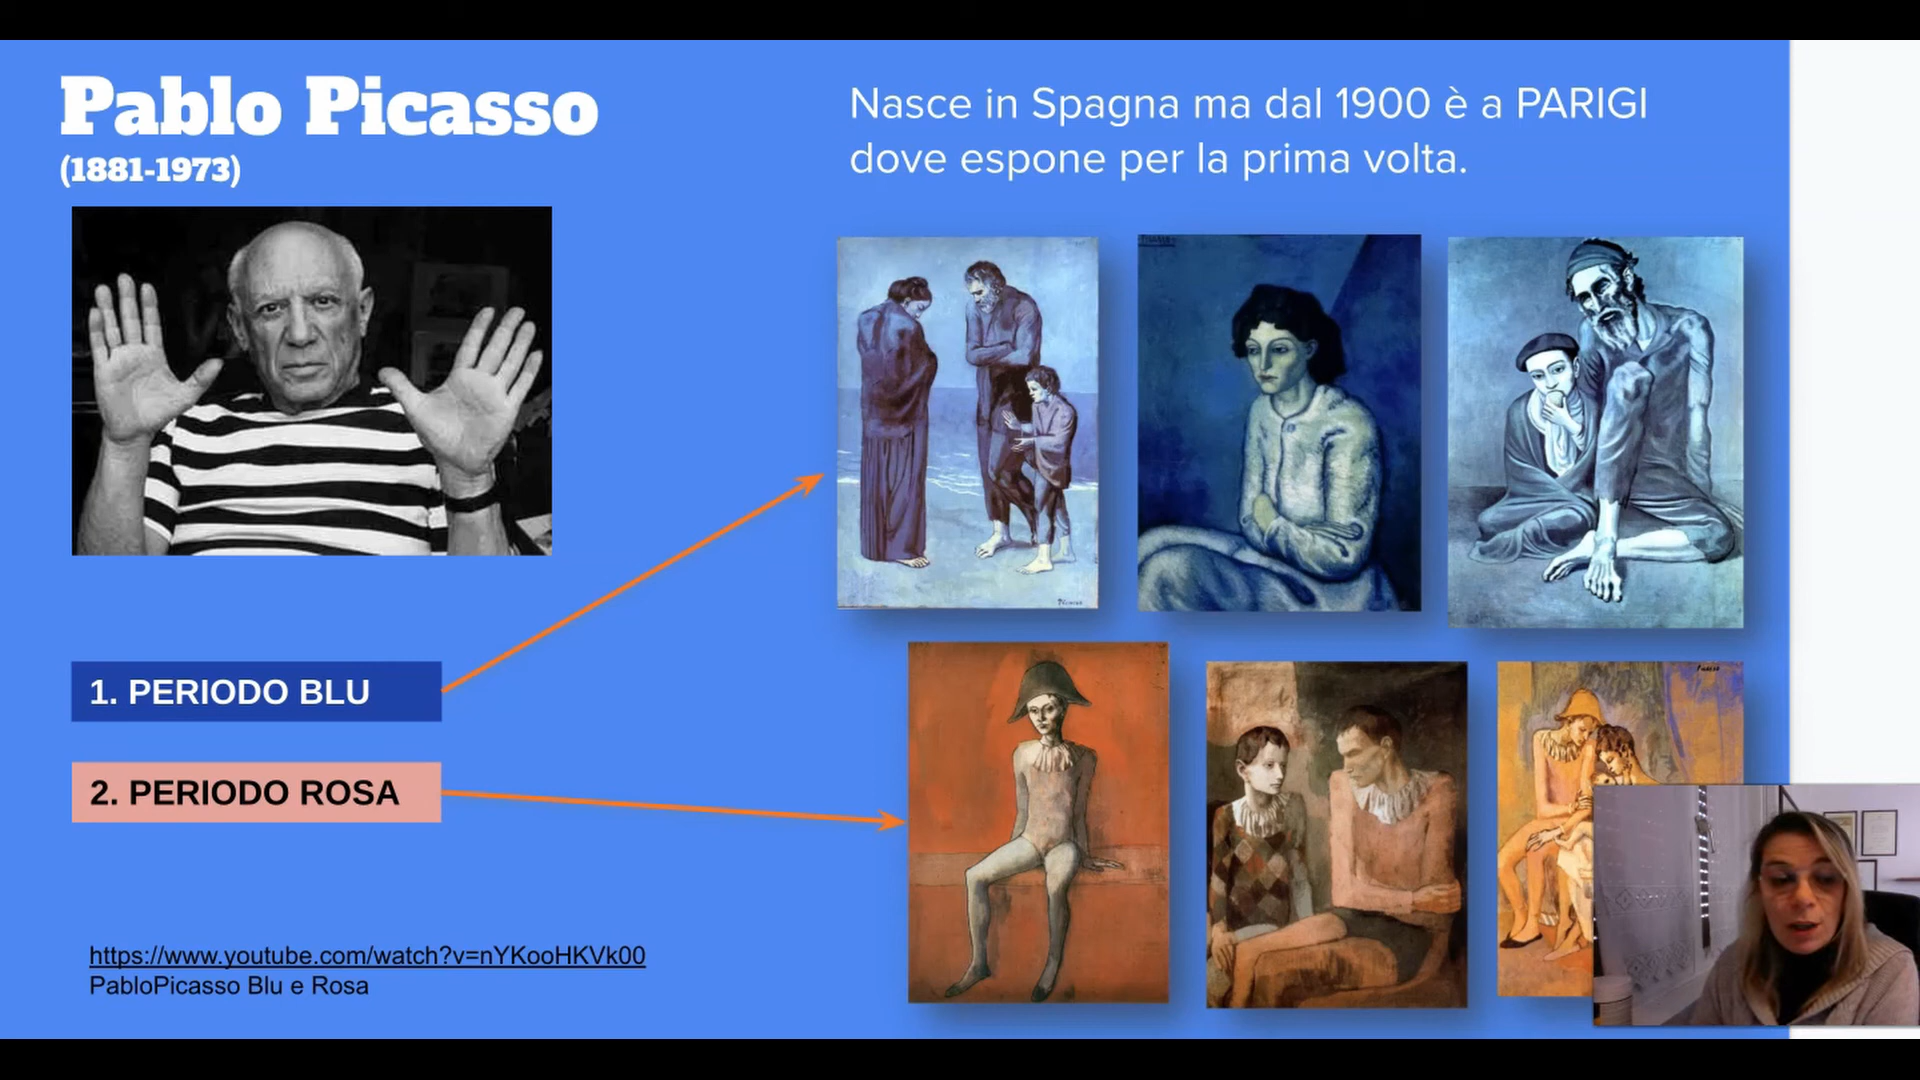 Pablo Picasso
(1881-1973)
Nasce in Spagna ma dal 1900 è a PARIGI
dove espone per la prima volta.
1. PERIODO BLU
2. PERIODO ROSA
https://www.youtube.com/watch?v=nYKooHKVk00
PabloPicasso Blu e Rosa